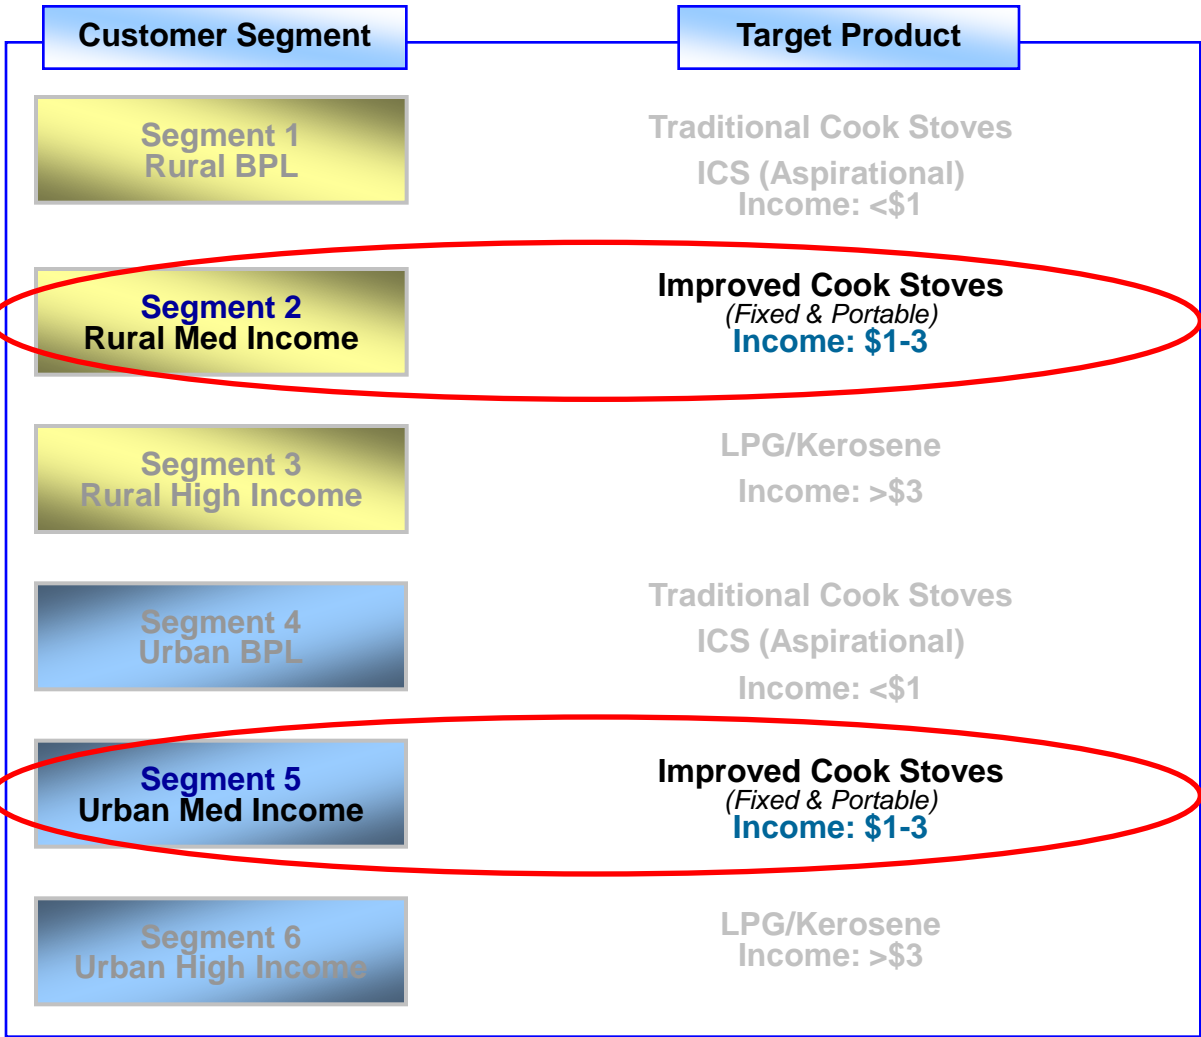 Customer Segment
Target Product
Segment 1
Rural BPL
Traditional Cook Stoves
ICS (Aspirational)
Income: <$1
Segment 2
Rural Med Income
Improved Cook Stoves
(Fixed & Portable)
Income: $1-3
Segment 3
Rural High Income
LPG/Kerosene
Income: >$3
Segment 4
Urban BPL
Traditional Cook Stoves
ICS (Aspirational)
Income: <$1
Segment 5
Urban Med Income
Improved Cook Stoves
(Fixed & Portable)
Income: $1-3
Segment 6
Urban High Income
LPG/Kerosene
Income: >$3